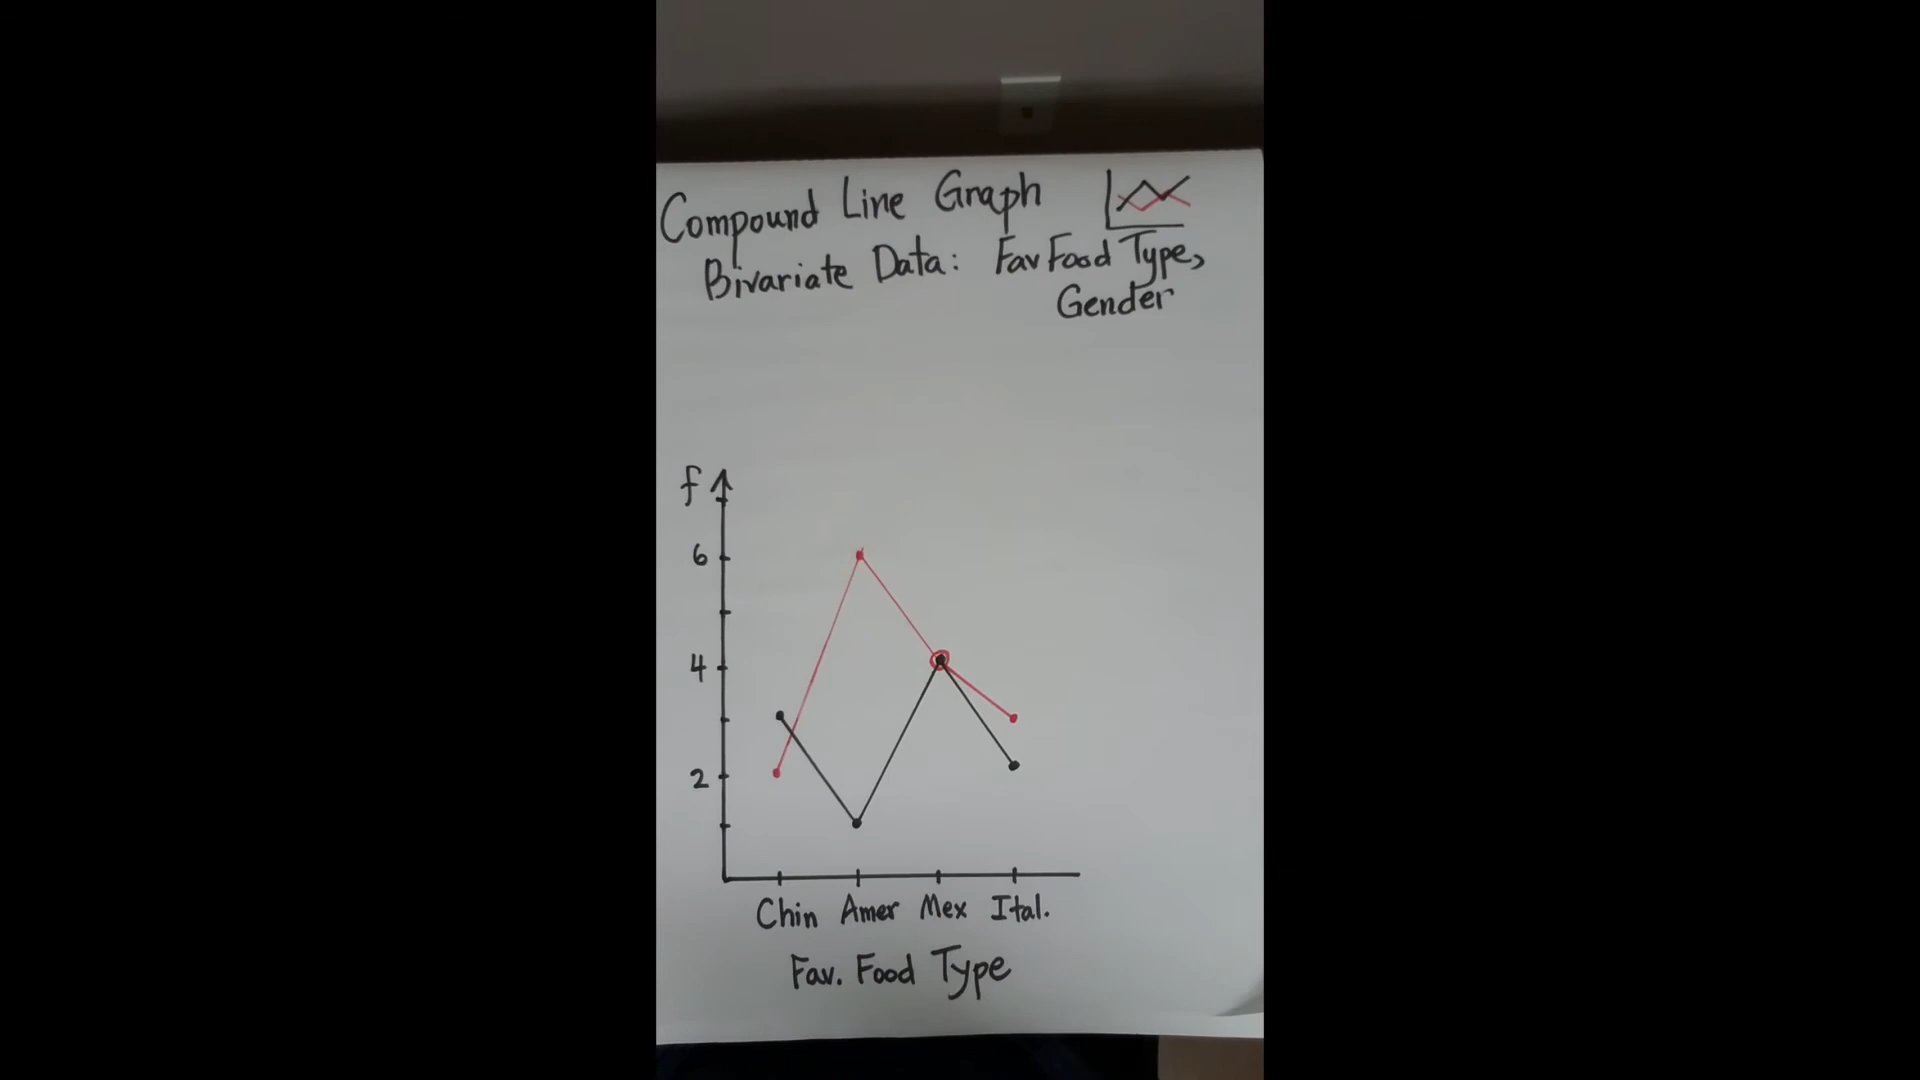 Compound Line Graph
Bivariate Data: Fav Food Type,
Gender
f
6
4
2
Chin Amer Mex Ital.
Fav. Food Type